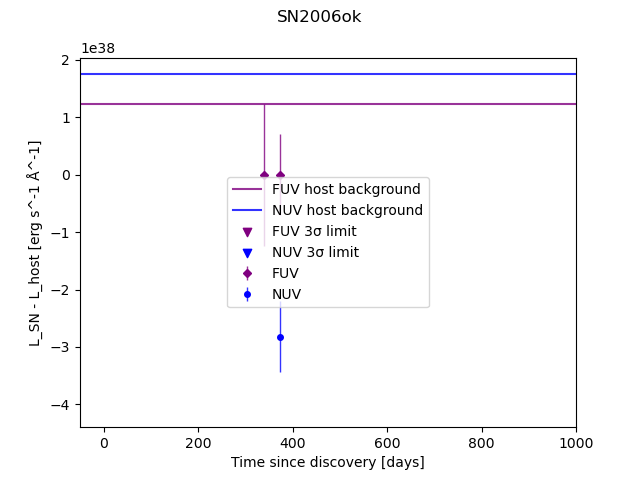 SN2006ok
1e38
2
1
0
−1
−2
−3
−4
L_SN - L_host [erg s^-1 Å^-1]
FUV host background
NUV host background
FUV 3σ limit
NUV 3σ limit
FUV
NUV
0 200 400 600 800 1000
Time since discovery [days]